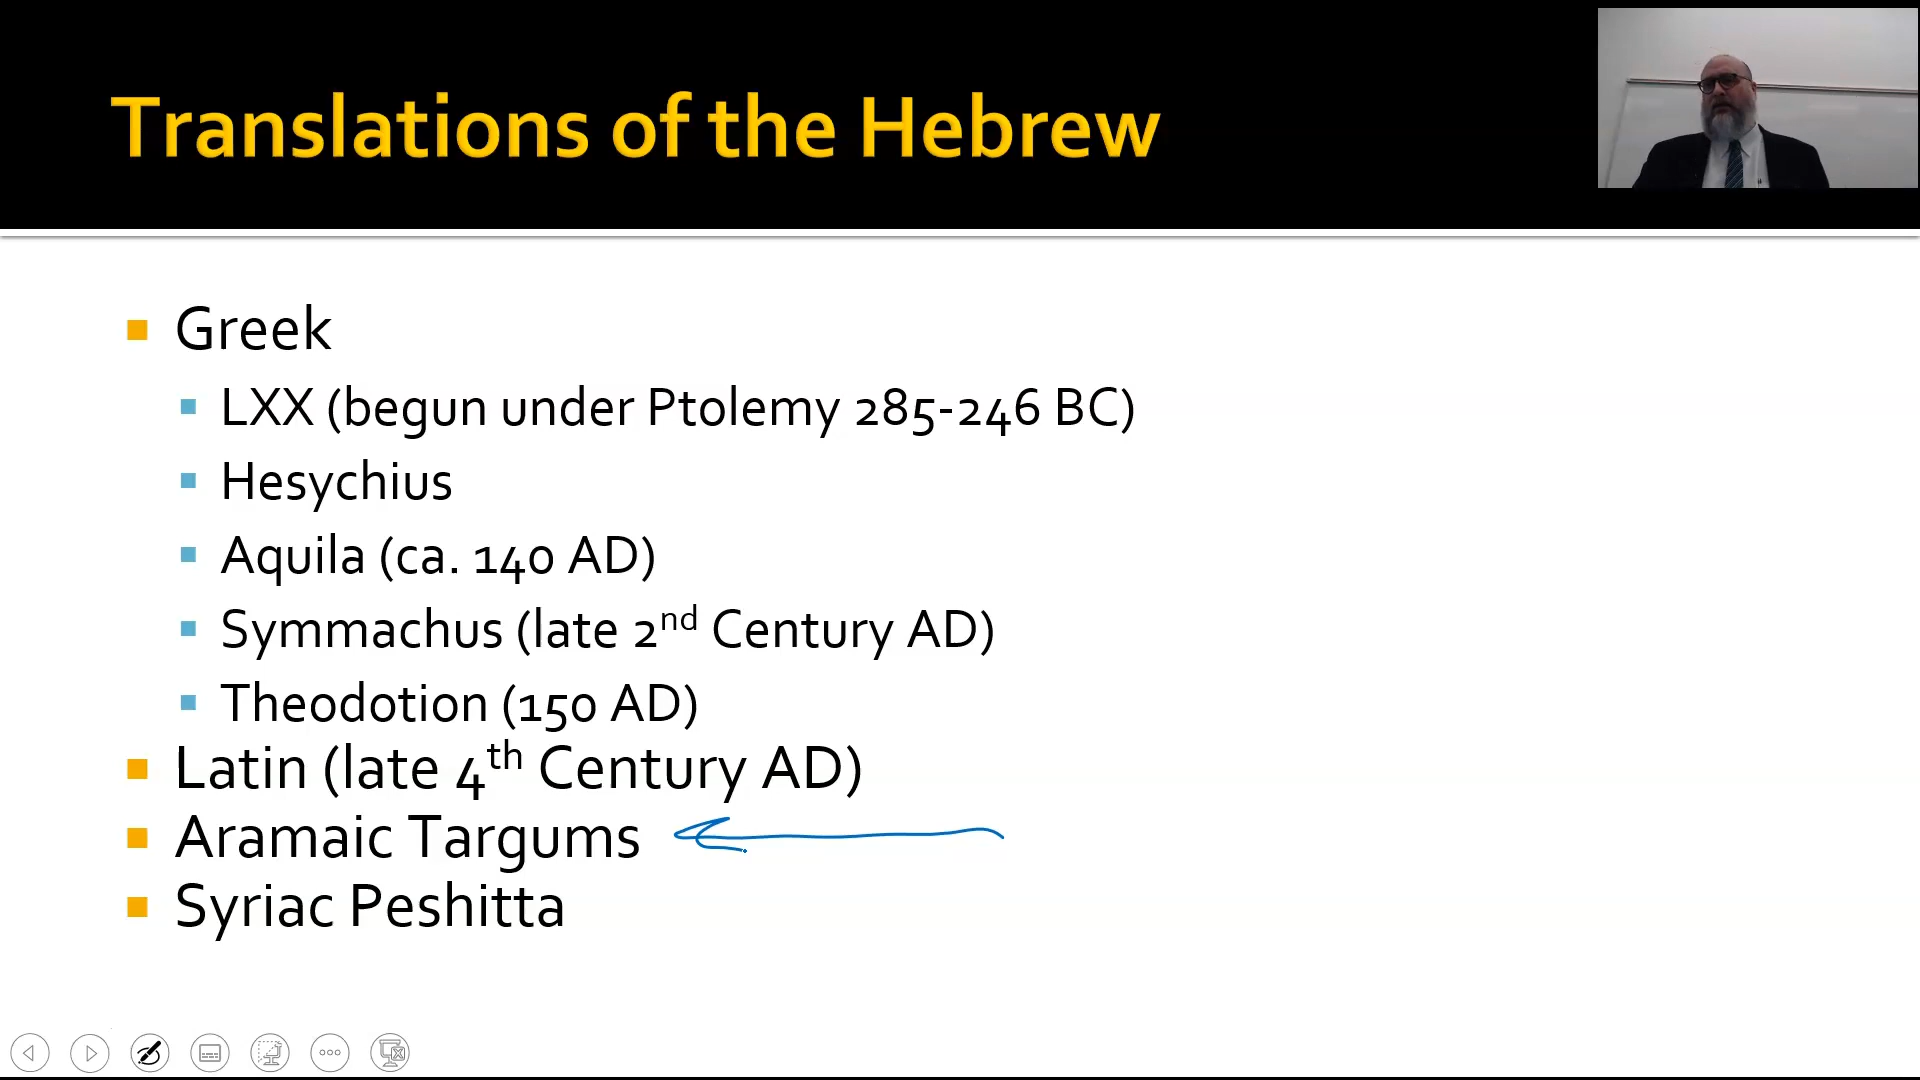 Translations of the Hebrew
Greek
LXX (begun under Ptolemy 285-246 BC)
Hesychius
Aquila (ca. 140 AD)
Symmachus (late 2nd Century AD)
Theodotion (150 AD)
Latin (late 4th Century AD)
Aramaic Targums
Syriac Peshitta